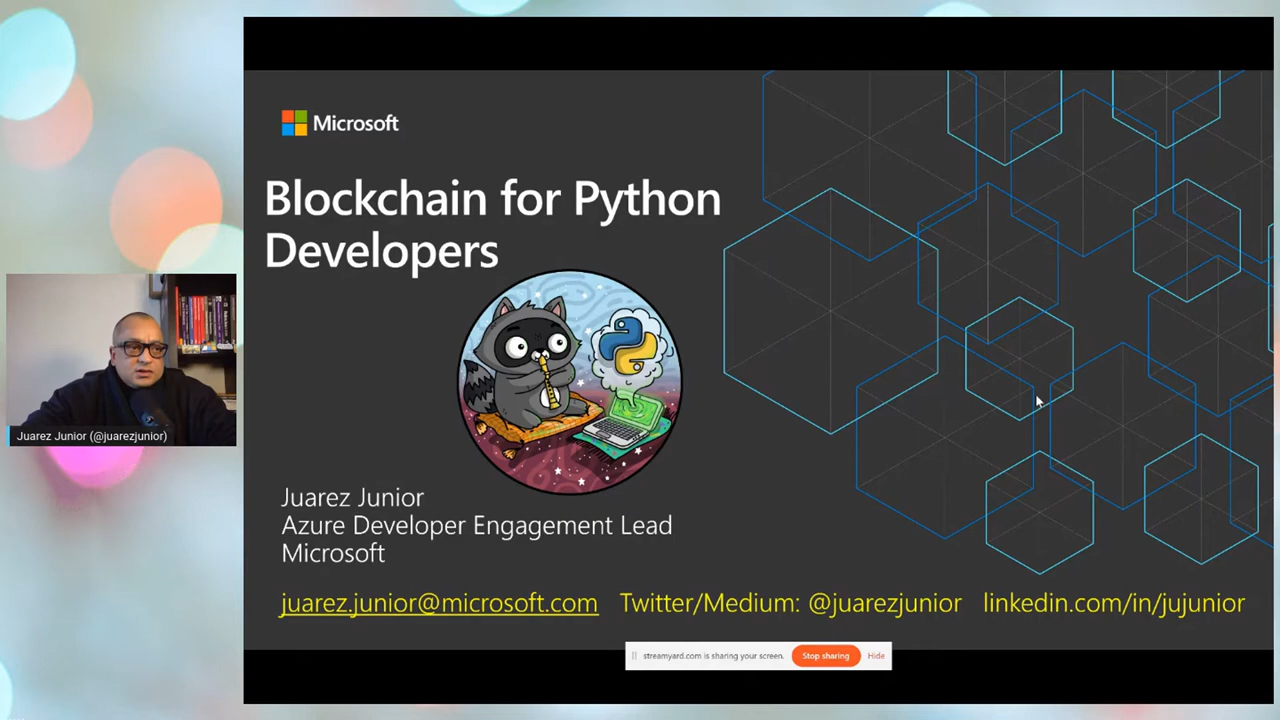 Microsoft
Blockchain for Python
Developers
Juarez Junior
Azure Developer Engagement Lead
Microsoft
juarez.junior@microsoft.com Twitter/Medium: @juarezjunior linkedin.com/in/jujunior
Juarez Junior (@juarezjunior)
streamyard.com is sharing your screen. Stop sharing Hide